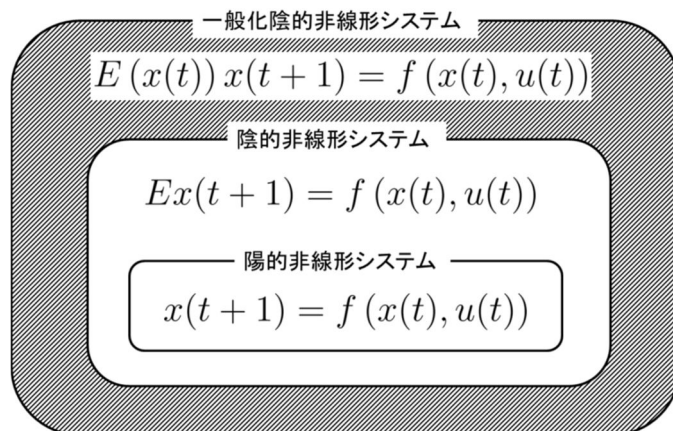 一般化陰的非線形システム
E (x(t)) x(t + 1) = f (x(t), u(t))
陰的非線形システム
Ex(t + 1) = f (x(t), u(t))
陽的非線形システム
x(t + 1) = f (x(t), u(t))